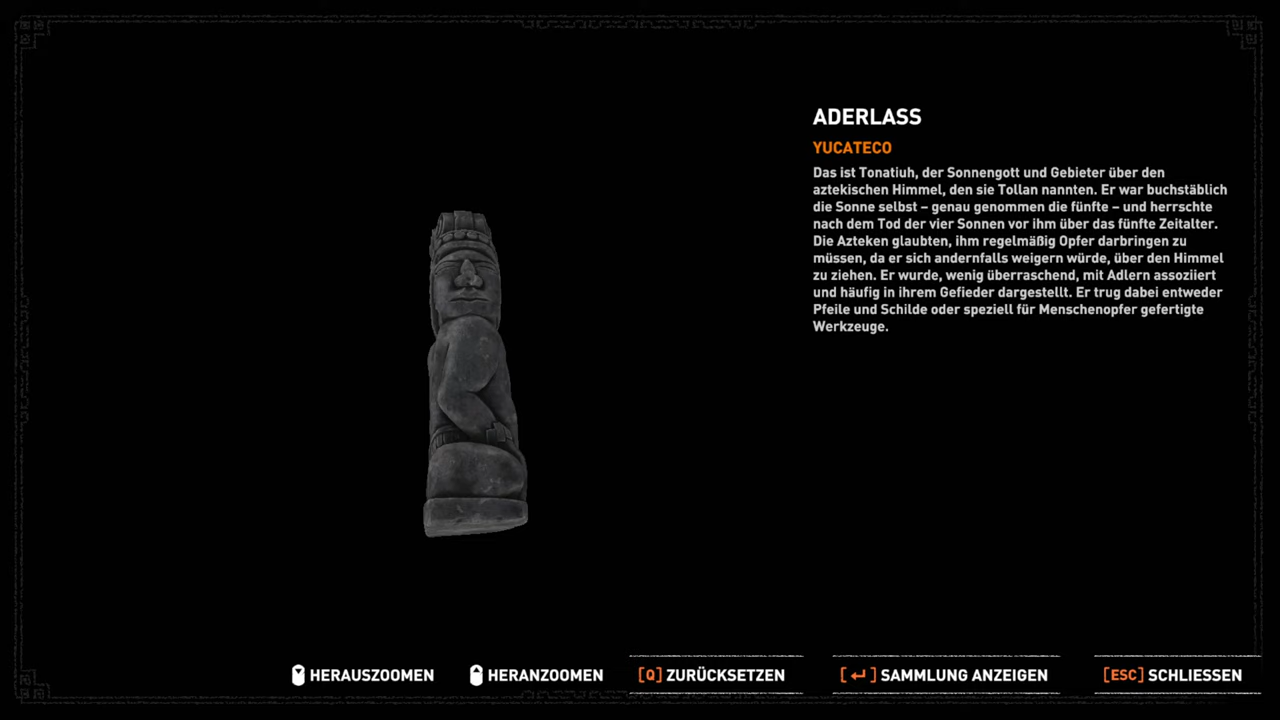 ADERLASS
YUCATECO
Das ist Tonatiuh, der Sonnengott und Gebieter über den
aztekischen Himmel, den sie Tollan nannten. Er war buchstäblich
die Sonne selbst – genau genommen die fünfte – und herrschte
nach dem Tod der vier Sonnen vor ihm über das fünfte Zeitalter.
Die Azteken glaubten, ihm regelmäßig Opfer darbringen zu
müssen, da er sich andernfalls weigern würde, über den Himmel
zu ziehen. Er wurde, wenig überraschend, mit Adlern assoziiert
und häufig in ihrem Gefieder dargestellt. Er trug dabei entweder
Pfeile und Schilde oder speziell für Menschenopfer gefertigte
Werkzeuge.
HERAUSZOOMEN HERANZOOMEN [Q] ZURÜCKSETZEN [↵] SAMMLUNG ANZEIGEN [ESC] SCHLIESSEN